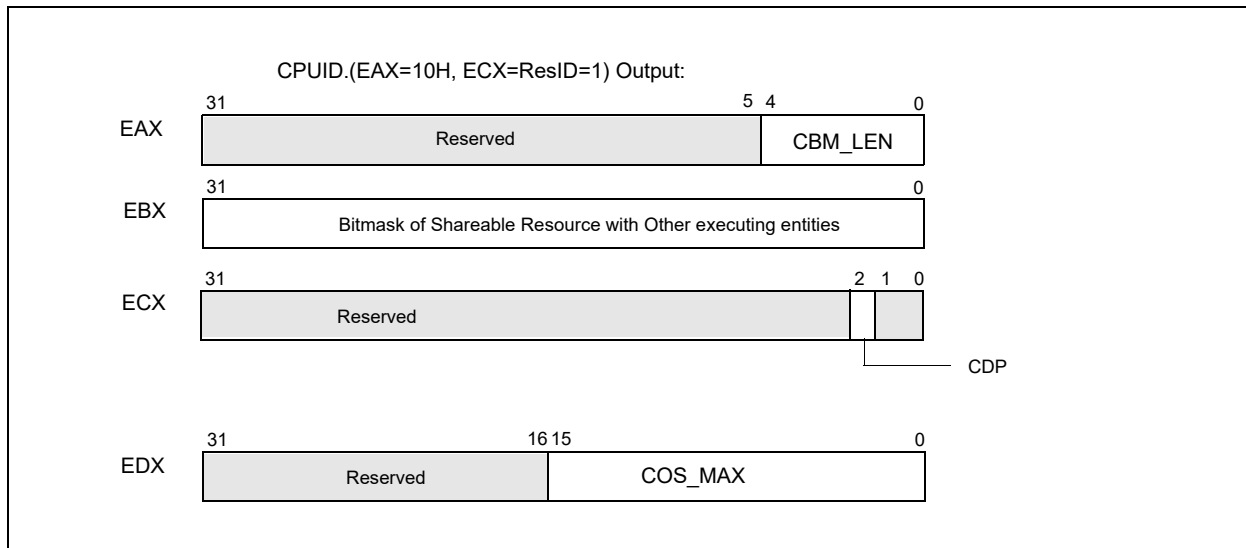 CPUID.(EAX=10H, ECX=ResID=1) Output:
31 5 4 0
EAX Reserved CBM_LEN
31 0
EBX Bitmask of Shareable Resource with Other executing entities
31 2 1 0
ECX Reserved
CDP
31 16 15 0
EDX Reserved COS_MAX